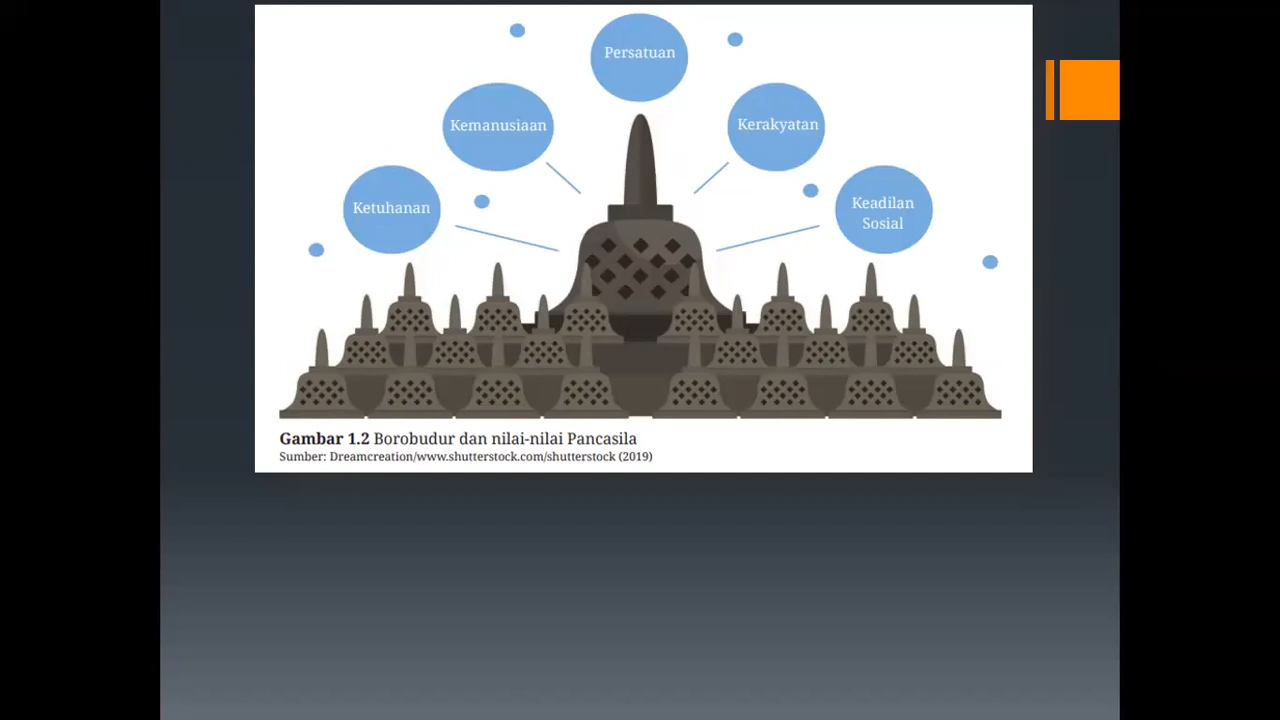 Persatuan
Kemanusiaan
Kerakyatan
Ketuhanan
Keadilan
Sosial
Gambar 1.2 Borobudur dan nilai-nilai Pancasila
Sumber: Dreamcreation/www.shutterstock.com/shutterstock (2019)